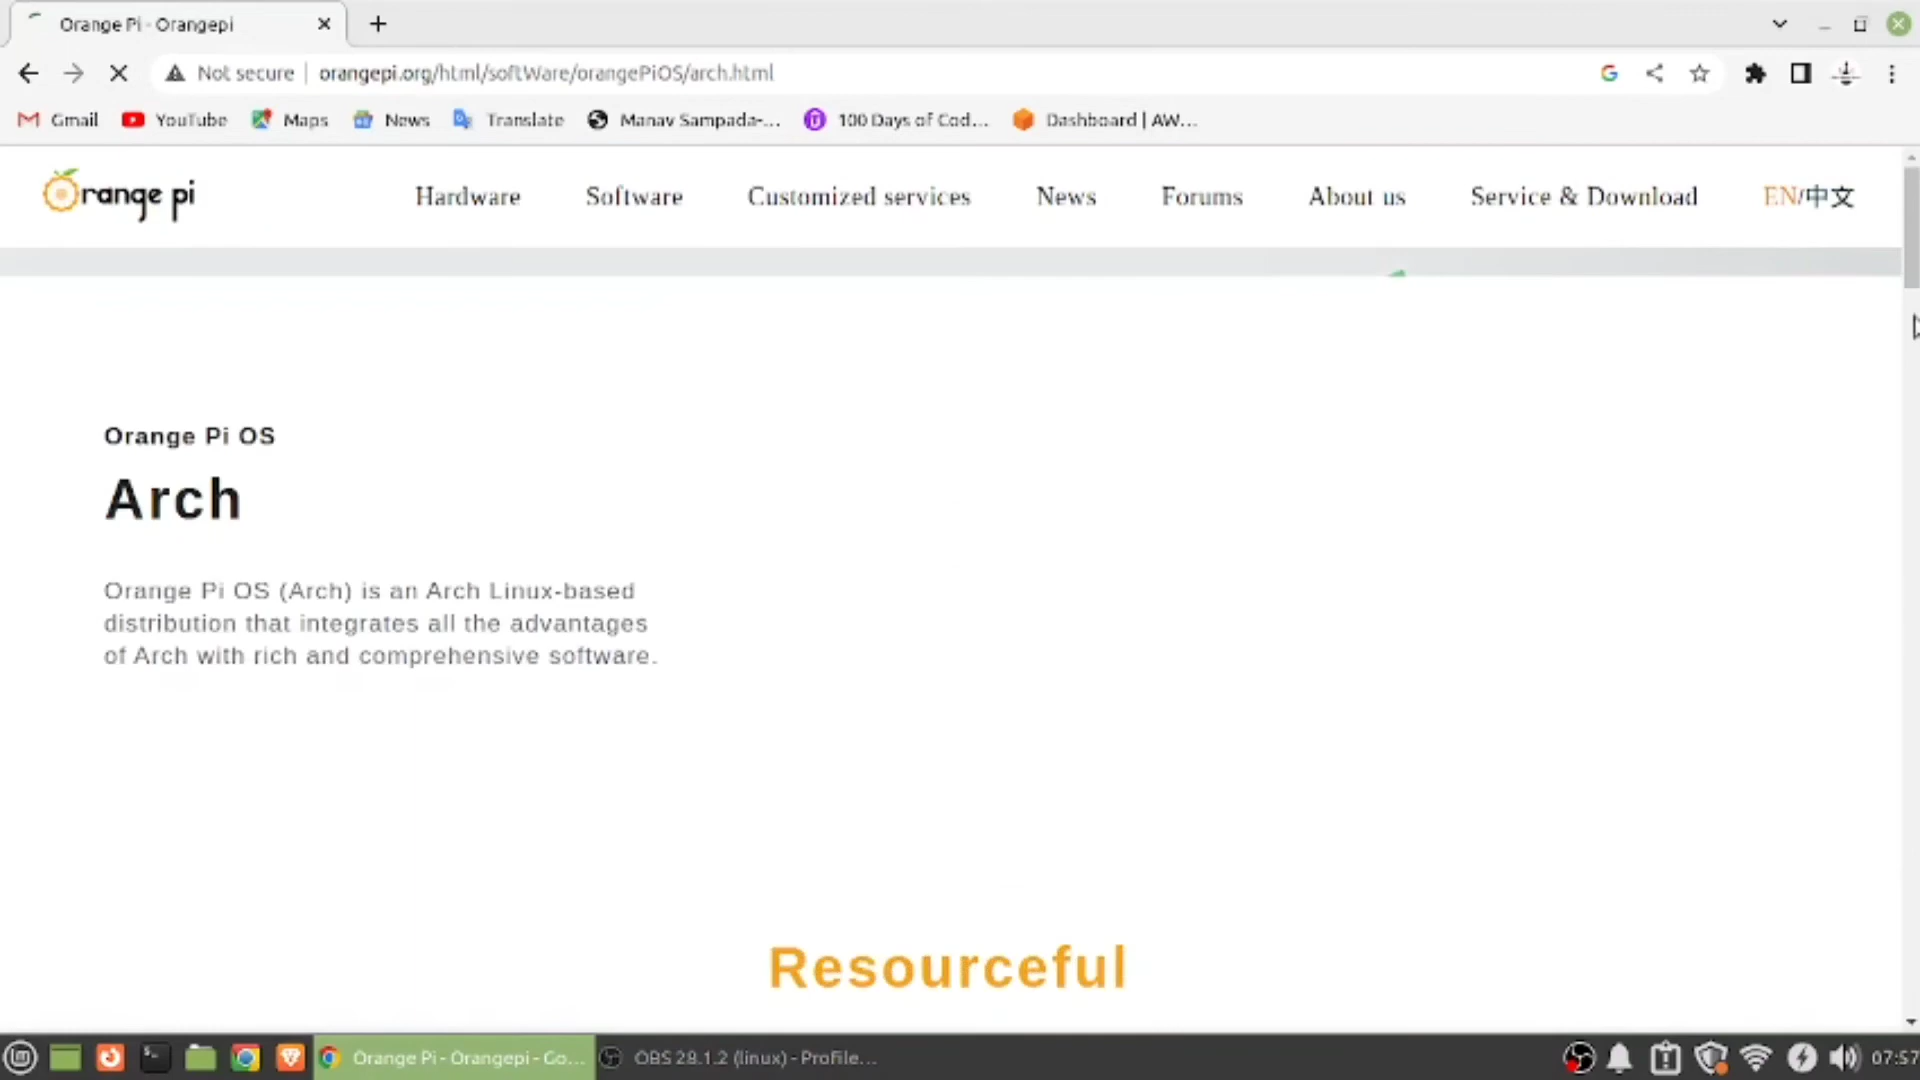 Orange Pi - Orangepi
Not secure | orangepi.org/html/softWare/orangePiOS/arch.html
Gmail YouTube Maps News Translate Manav Sampada-... 100 Days of Cod... Dashboard | AW...
range pi Hardware Software Customized services News Forums About us Service & Download EN/中文
Orange Pi OS
Arch
Orange Pi OS (Arch) is an Arch Linux-based
distribution that integrates all the advantages
of Arch with rich and comprehensive software.
Resourceful
Orange Pi - Orangepi - Go... OBS 28.1.2 (linux) - Profile... 07:57